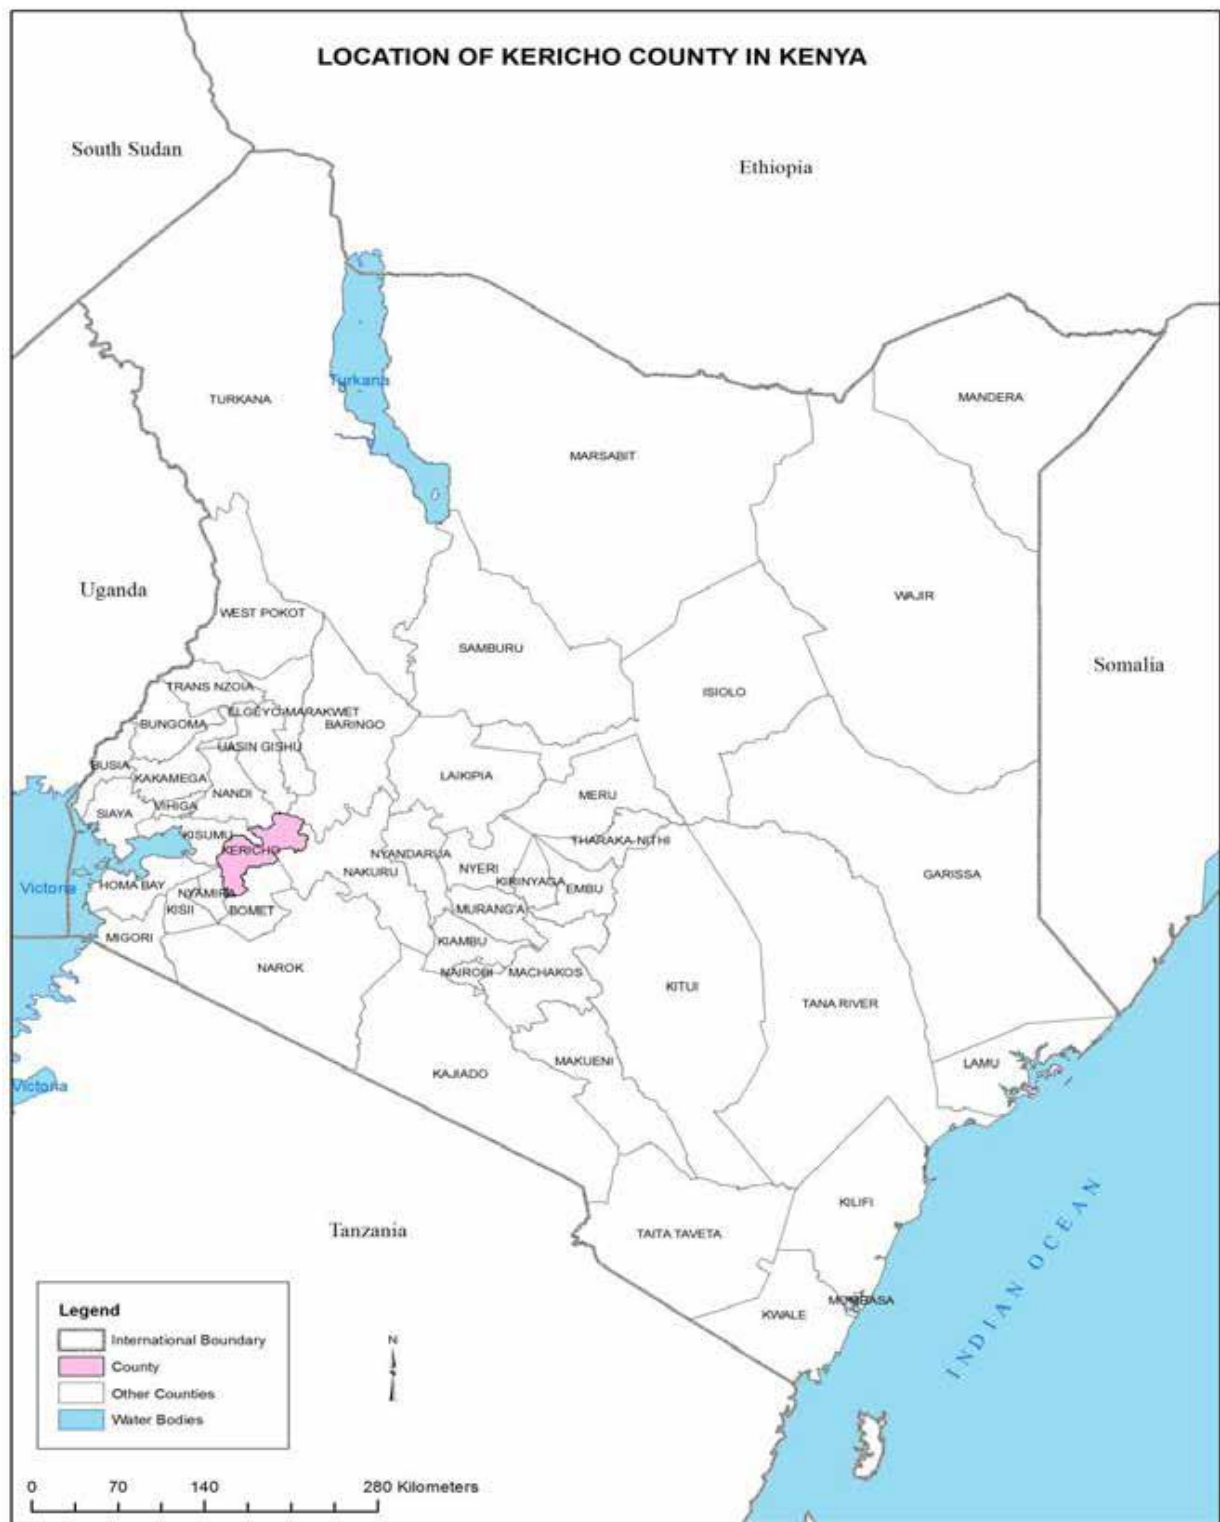 LOCATION OF KERICHO COUNTY IN KENYA
South Sudan
Ethiopia
Turkana
TURKANA
MANDERA
MARSABIT
Uganda
WAJIR
WEST POKOT
SAMBURU
Somalia
ISIOLO
TRANS NZOIA
ELGEYO-MARAKWET
BUNGOMA
BARINGO
UASIN GISHU
BUSIA
KAKAMEGA
LAIKIPIA
NANDI
MERU
VIHIGA
SIAYA
KISUMU
THARAKA-NITHI
KERICHO
NYANDARUA
NYERI
NAKURU
GARISSA
KIRINYAGA
Victoria
HOMA BAY
NYAMIRA
EMBU
KISII
BOMET
MURANG'A
MIGORI
KIAMBU
NAROK
NAIROBI
MACHAKOS
KITUI
TANA RIVER
MAKUENI
LAMU
KAJIADO
Victoria
KILIFI
Tanzania
TAITA TAVETA
INDIAN OCEAN
MOMBASA
KWALE
Legend
International Boundary
County
Other Counties
Water Bodies
N
0 70 140 280 Kilometers